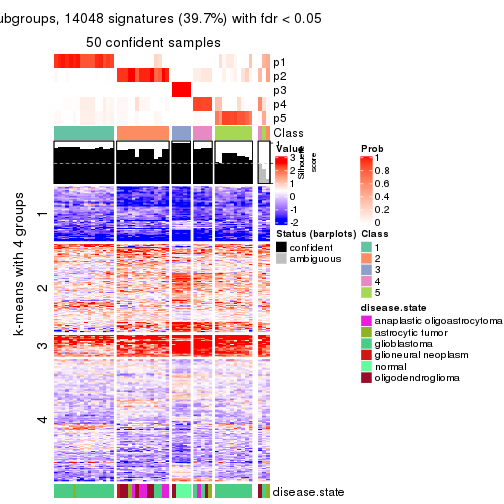 ubgroups, 14048 signatures (39.7%) with fdr < 0.05
50 confident samples
p1
p2
p3
p4
p5
Class
1
Silhouette
score
k-means with 4 groups
1
2
3
4
disease.state
Value
3
2
1
0
-1
-2
Status (barplots)
confident
ambiguous
Prob
1
0.8
0.6
0.4
0.2
0
Class
1
2
3
4
5
disease.state
anaplastic oligoastrocytoma
astrocytic tumor
glioblastoma
glioneural neoplasm
normal
oligodendroglioma